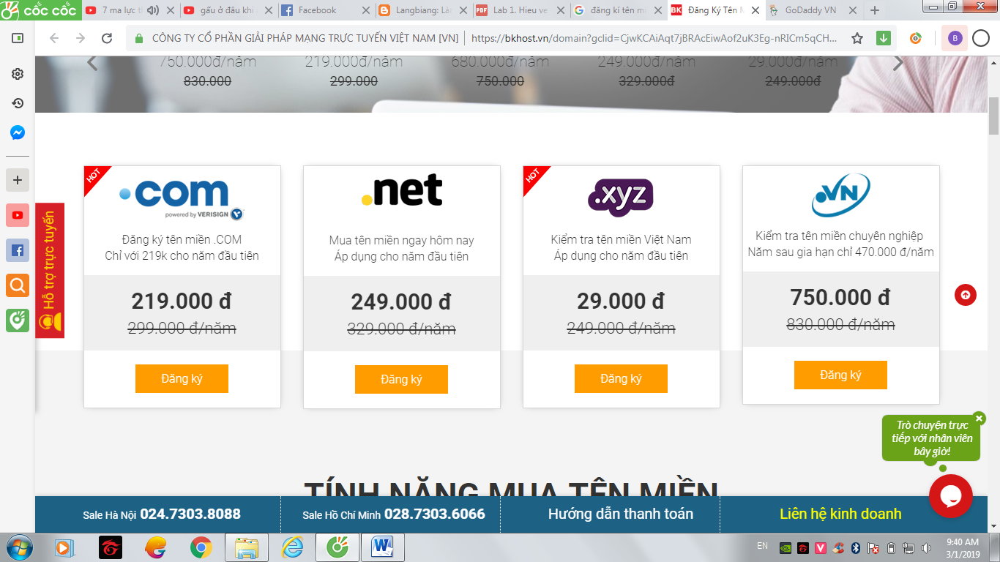 cốc cốc
7 ma lực th
gấu ở đâu khi
Facebook
Langbiang: Là
Lab 1. Hieu ve
đăng kí tên m
Đăng Ký Tên M
GoDaddy VN
CÔNG TY CỔ PHẦN GIẢI PHÁP MẠNG TRỰC TUYẾN VIỆT NAM [VN]
https://bkhost.vn/domain?gclid=CjwKCAiAqt7jBRAcEiwAof2uK3Eg-nRICm5qCH...
B
750.000đ/năm
219.000đ/năm
680.000đ/năm
249.000đ/năm
29.000đ/năm
830.000
299.000
750.000
329.000đ
249.000đ
HOT
.com
powered by VERISIGN
Đăng ký tên miền .COM
Chỉ với 219k cho năm đầu tiên
219.000 đ
299.000 đ/năm
Đăng ký
.net
Mua tên miền ngay hôm nay
Áp dụng cho năm đầu tiên
249.000 đ
329.000 đ/năm
Đăng ký
HOT
.xyz
Kiểm tra tên miền Việt Nam
Áp dụng cho năm đầu tiên
29.000 đ
249.000 đ/năm
Đăng ký
.VN
Kiểm tra tên miền chuyên nghiệp
Năm sau gia hạn chỉ 470.000 đ/năm
750.000 đ
830.000 đ/năm
Đăng ký
Hỗ trợ trực tuyến
Trò chuyện trực
tiếp với nhân viên
bây giờ!
TÍNH NĂNG MUA TÊN MIỀN
Sale Hà Nội 024.7303.8088
Sale Hồ Chí Minh 028.7303.6066
Hướng dẫn thanh toán
Liên hệ kinh doanh
EN
9:40 AM
3/1/2019